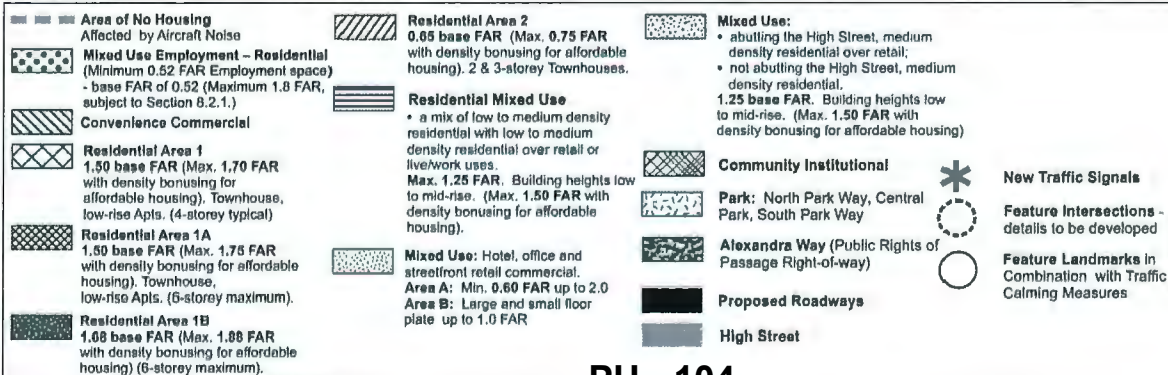 Area of No Housing
Affected by Aircraft Noise
Mixed Use Employment – Residential
(Minimum 0.52 FAR Employment space)
- base FAR of 0.52 (Maximum 1.8 FAR,
subject to Section 8.2.1.)
Convenience Commercial
Residential Area 1
1.50 base FAR (Max. 1.70 FAR
with density bonusing for
affordable housing). Townhouse,
low-rise Apts. (4-storey typical)
Residential Area 1A
1.50 base FAR (Max. 1.75 FAR
with density bonusing for affordable
housing). Townhouse,
low-rise Apts. (6-storey maximum).
Residential Area 1B
1.68 base FAR (Max. 1.88 FAR
with density bonusing for affordable
housing) (6-storey maximum).
Residential Area 2
0.65 base FAR (Max. 0.75 FAR
with density bonusing for affordable
housing). 2 & 3-storey Townhouses.
Residential Mixed Use
• a mix of low to medium density
residential with low to medium
density residential over retail or
live/work uses.
Max. 1.25 FAR. Building heights low
to mid-rise. (Max. 1.50 FAR with
density bonusing for affordable
housing).
Mixed Use: Hotel, office and
streetfront retail commercial.
Area A: Min. 0.60 FAR up to 2.0
Area B: Large and small floor
plate up to 1.0 FAR
Mixed Use:
• abutting the High Street, medium
density residential over retail;
• not abutting the High Street, medium
density residential.
1.25 base FAR. Building heights low
to mid-rise. (Max. 1.50 FAR with
density bonusing for affordable housing)
Community Institutional
Park: North Park Way, Central
Park, South Park Way
Alexandra Way (Public Rights of
Passage Right-of-way)
Proposed Roadways
High Street
New Traffic Signals
Feature Intersections -
details to be developed
Feature Landmarks in
Combination with Traffic
Calming Measures
PH - 104